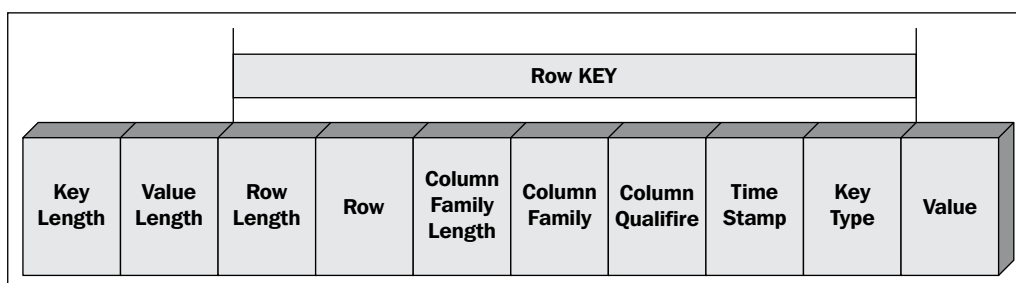 Row KEY
Key
Length
Value
Length
Row
Length
Row
Column
Family
Length
Column
Family
Column
Qualifire
Time
Stamp
Key
Type
Value